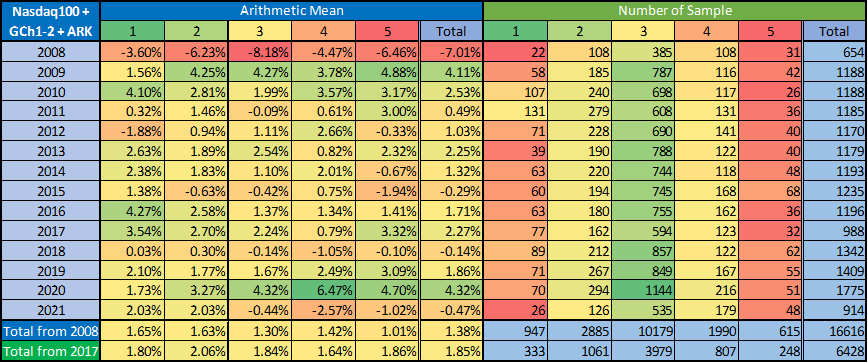 Nasdaq100 + GCh1-2 + ARK Arithmetic Mean Number of Sample
1 2 3 4 5 Total 1 2 3 4 5 Total
2008 -3.60% -6.23% -8.18% -4.47% -6.46% -7.01% 22 108 385 108 31 654
2009 1.56% 4.25% 4.27% 3.78% 4.88% 4.11% 58 185 787 116 42 1188
2010 4.10% 2.81% 1.99% 3.57% 3.17% 2.53% 107 240 698 117 26 1188
2011 0.32% 1.46% -0.09% 0.61% 3.00% 0.49% 131 279 608 131 36 1185
2012 -1.88% 0.94% 1.11% 2.66% -0.33% 1.03% 71 228 690 141 40 1170
2013 2.63% 1.89% 2.54% 0.82% 2.32% 2.25% 39 190 788 122 40 1179
2014 2.38% 1.83% 1.10% 2.01% -0.67% 1.32% 63 220 744 118 48 1193
2015 1.38% -0.63% -0.42% 0.75% -1.94% -0.29% 60 194 745 168 68 1235
2016 4.27% 2.58% 1.37% 1.34% 1.41% 1.71% 63 180 755 162 36 1196
2017 3.54% 2.70% 2.24% 0.79% 3.32% 2.27% 77 162 594 123 32 988
2018 0.03% 0.30% -0.14% -1.05% -0.10% -0.14% 89 212 857 122 62 1342
2019 2.10% 1.77% 1.67% 2.49% 3.09% 1.86% 71 267 849 167 55 1409
2020 1.73% 3.27% 4.32% 6.47% 4.70% 4.32% 70 294 1144 216 51 1775
2021 2.03% 2.03% -0.44% -2.57% -1.02% -0.47% 26 126 535 179 48 914
Total from 2008 1.65% 1.63% 1.30% 1.42% 1.01% 1.38% 947 2885 10179 1990 615 16616
Total from 2017 1.80% 2.06% 1.84% 1.64% 1.86% 1.85% 333 1061 3979 807 248 6428